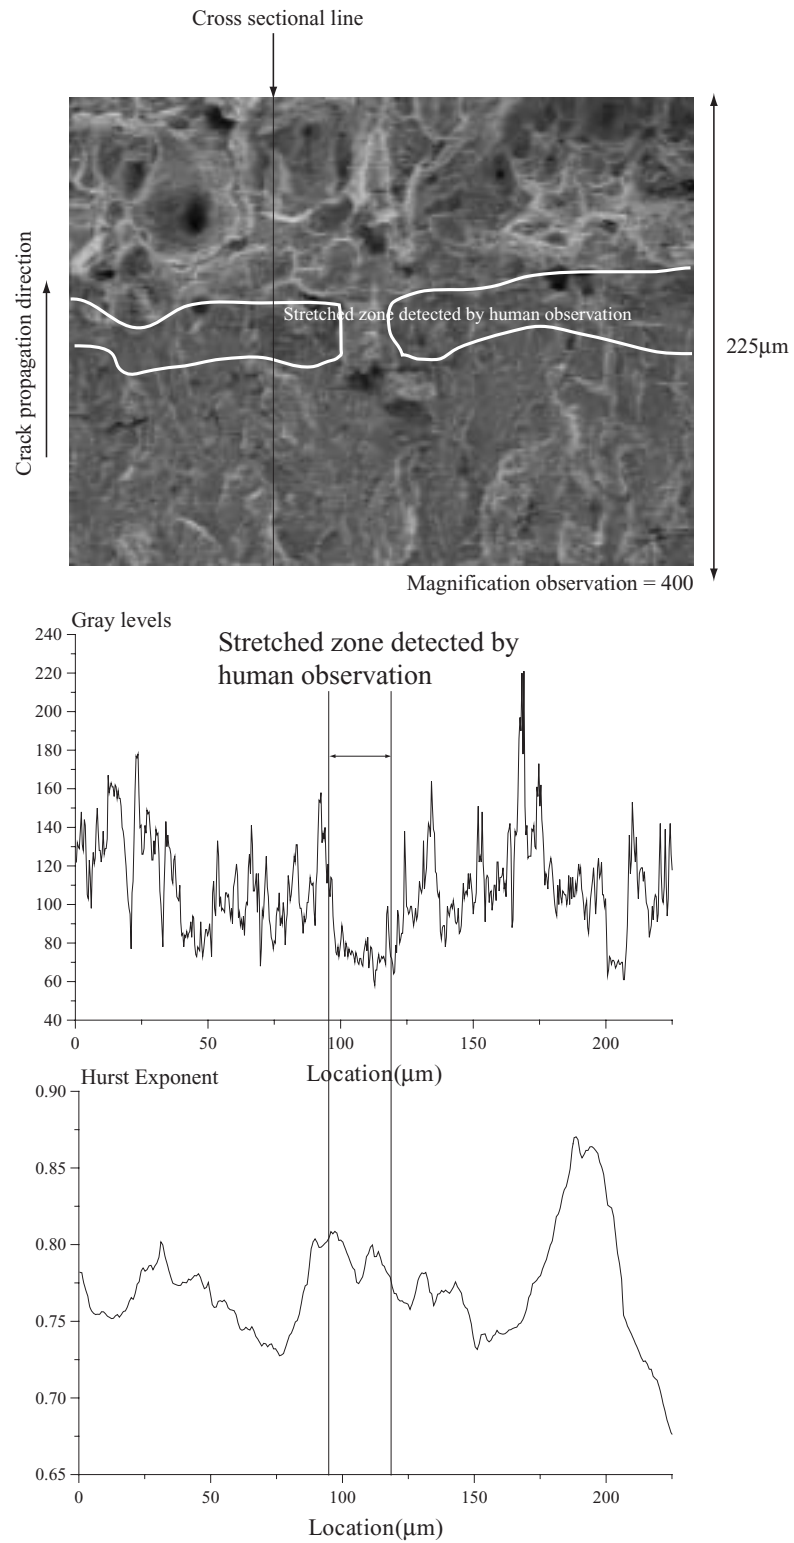 Cross sectional line
Crack propagation direction
Stretched zone detected by human observation
225μm
Magnification observation = 400
Gray levels
Stretched zone detected by
human observation
240
220
200
180
160
140
120
100
80
60
40
0 50 100 150 200
Location(μm)
Hurst Exponent
0.90
0.85
0.80
0.75
0.70
0.65
0 50 100 150 200
Location(μm)